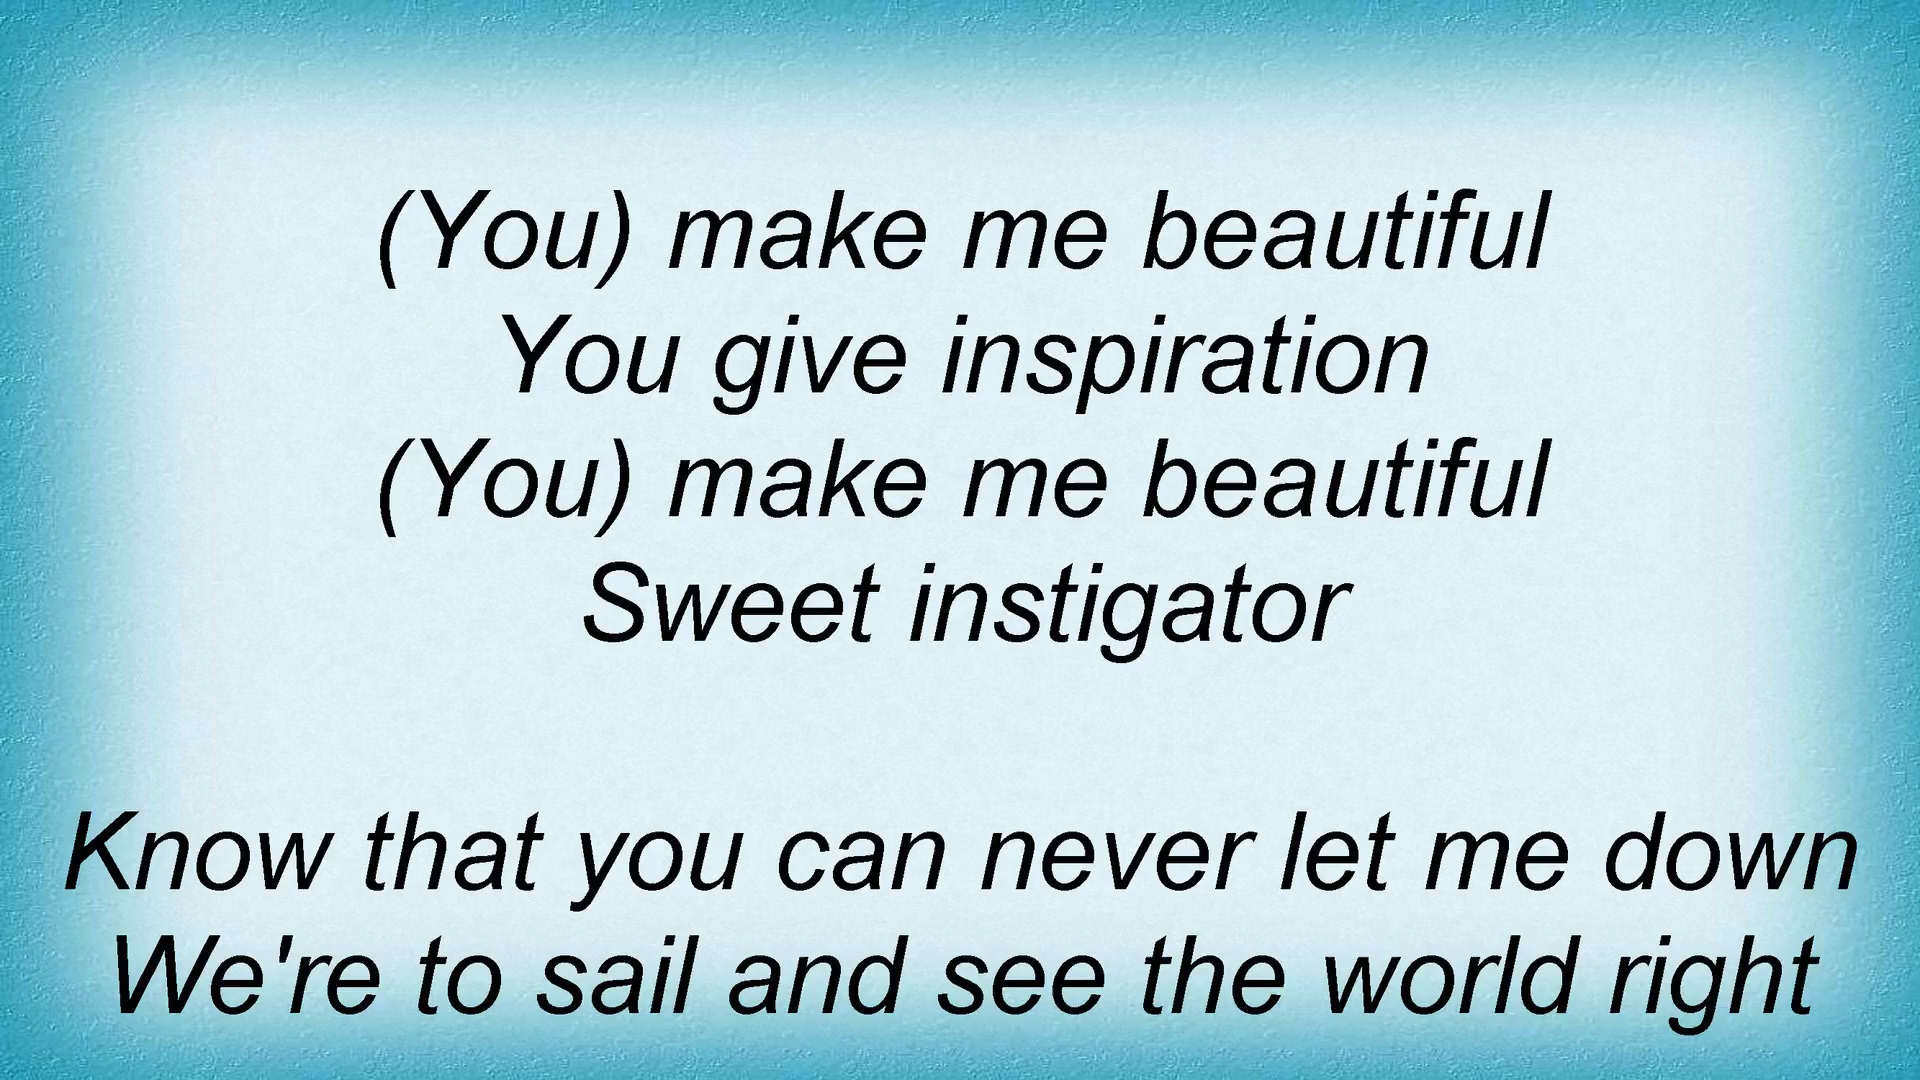 (You) make me beautiful
You give inspiration
(You) make me beautiful
Sweet instigator
Know that you can never let me down
We're to sail and see the world right